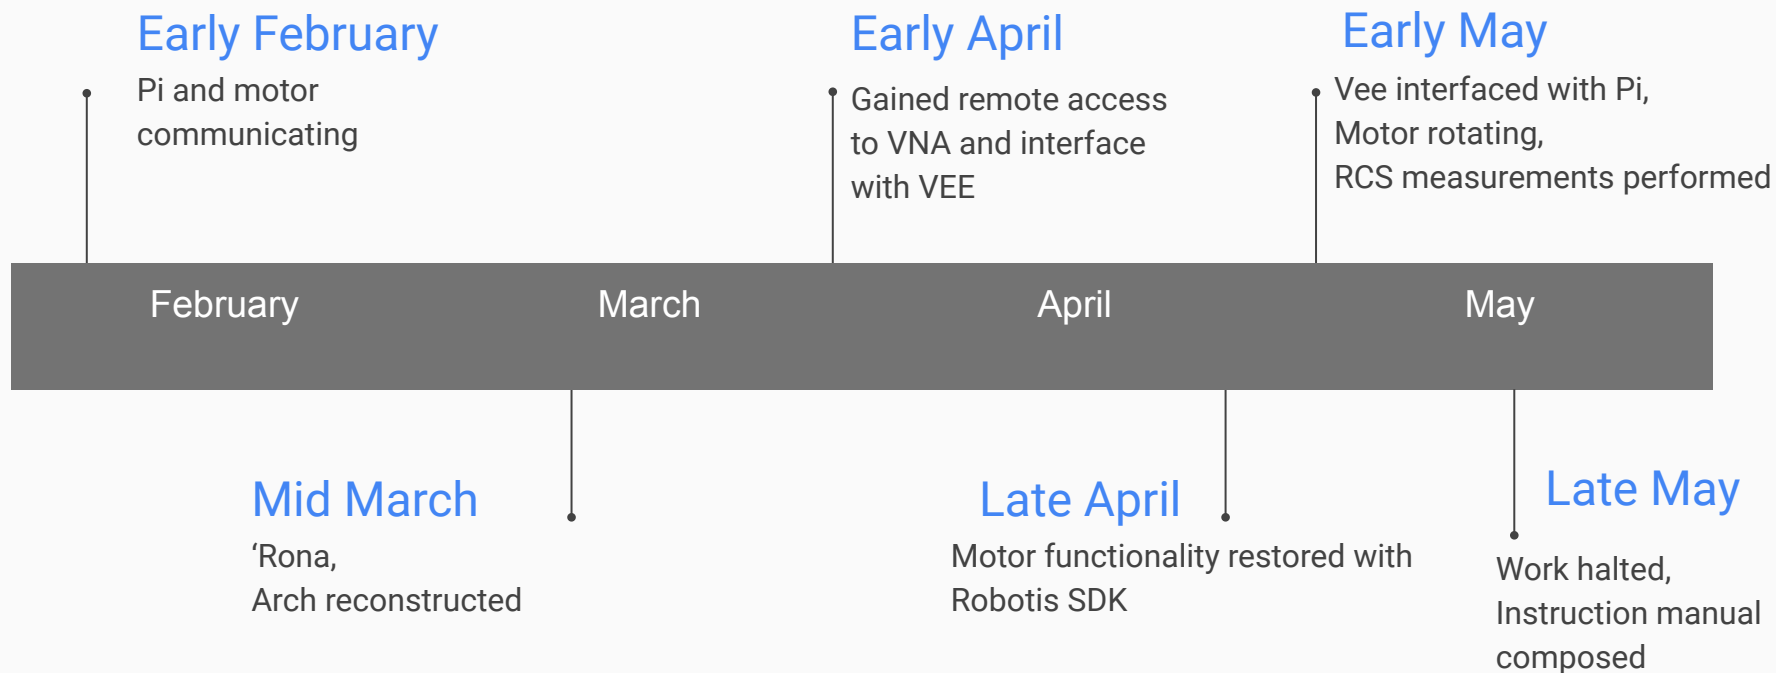 Early February
Pi and motor
communicating
Early April
Gained remote access
to VNA and interface
with VEE
Early May
Vee interfaced with Pi,
Motor rotating,
RCS measurements performed
February
March
April
May
Mid March
‘Rona,
Arch reconstructed
Late April
Motor functionality restored with
Robotis SDK
Late May
Work halted,
Instruction manual
composed